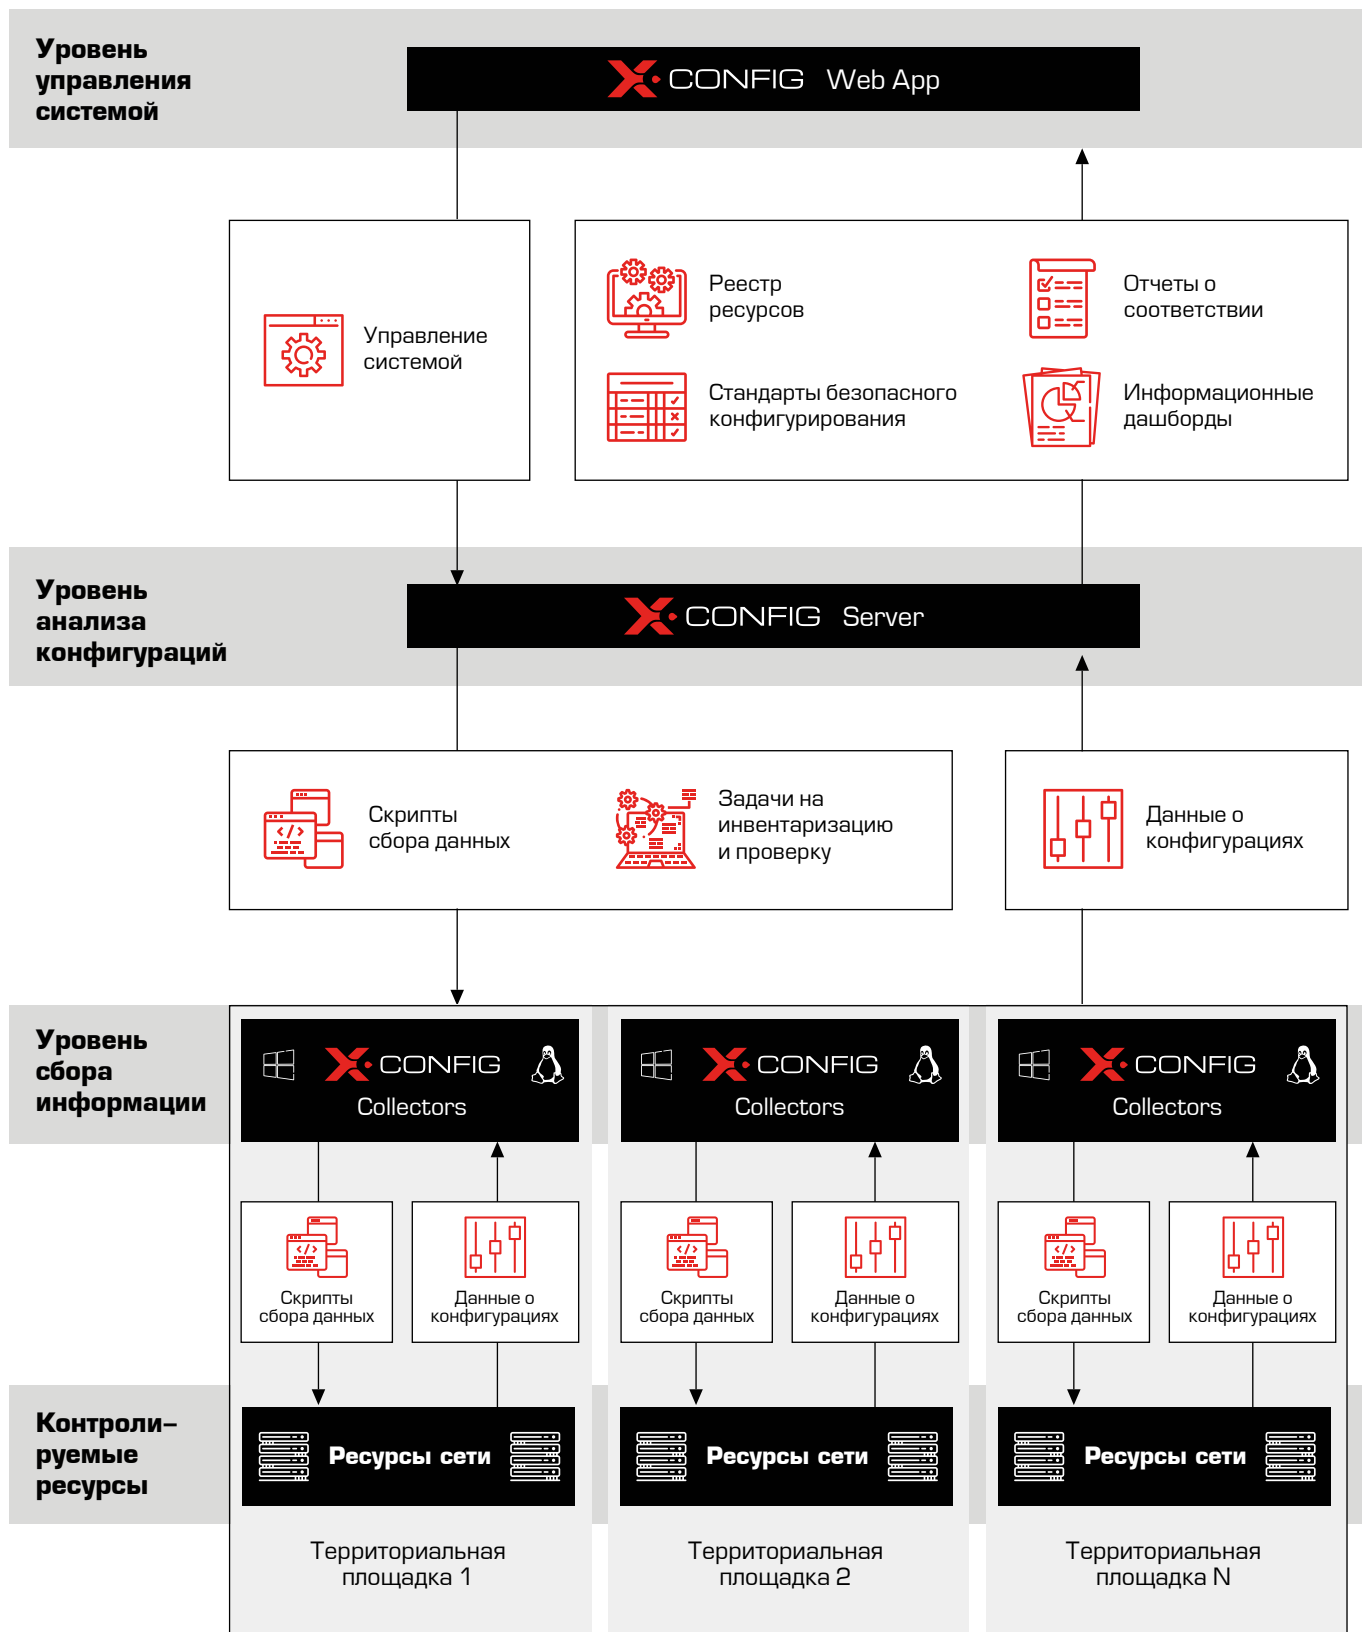 Уровень
управления
системой
X·CONFIG Web App
Управление
системой
Реестр
ресурсов
Отчеты о
соответствии
Стандарты безопасного
конфигурирования
Информационные
дашборды
Уровень
анализа
конфигураций
X·CONFIG Server
Скрипты
сбора данных
Задачи на
инвентаризацию
и проверку
Данные о
конфигурациях
Уровень
сбора
информации
X·CONFIG
Collectors
X·CONFIG
Collectors
X·CONFIG
Collectors
Скрипты
сбора данных
Данные о
конфигурациях
Скрипты
сбора данных
Данные о
конфигурациях
Скрипты
сбора данных
Данные о
конфигурациях
Контроли–
руемые
ресурсы
Ресурсы сети
Ресурсы сети
Ресурсы сети
Территориальная
площадка 1
Территориальная
площадка 2
Территориальная
площадка N